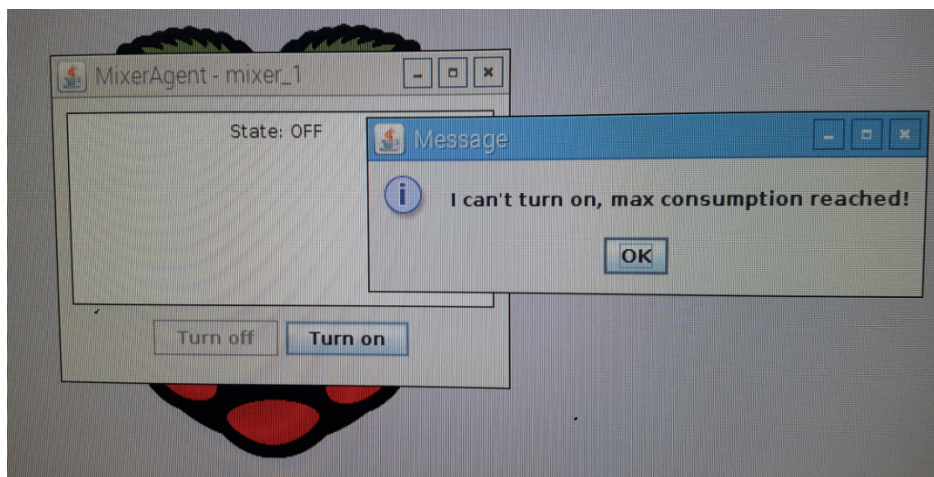 MixerAgent - mixer_1
State: OFF
Message
I can't turn on, max consumption reached!
OK
Turn off
Turn on